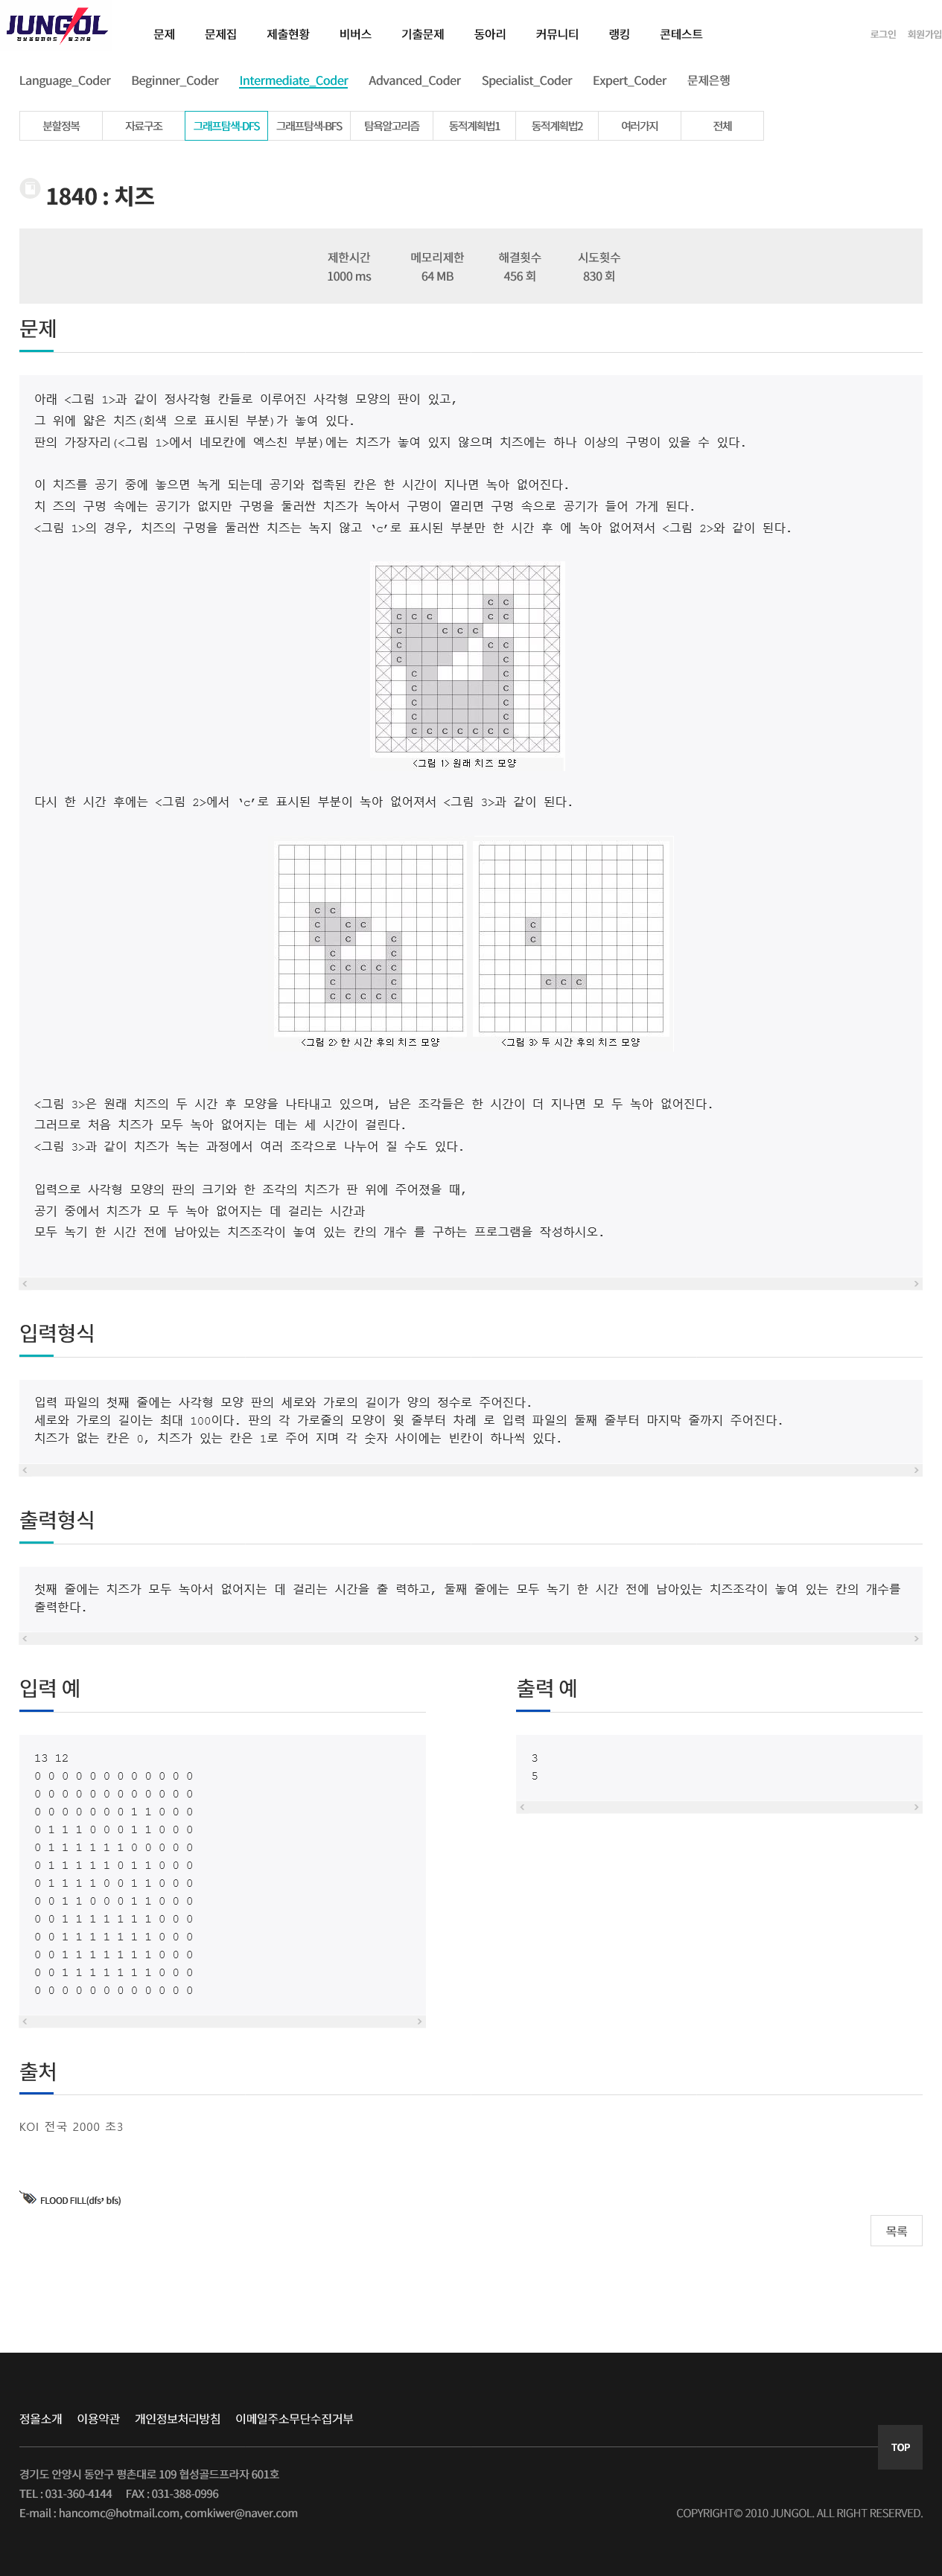 JUNGOL
정보올림피아드 · 알고리즘
문제 문제집 제출현황 비버스 기출문제 동아리 커뮤니티 랭킹 콘테스트 로그인 회원가입
Language_Coder Beginner_Coder Intermediate_Coder Advanced_Coder Specialist_Coder Expert_Coder 문제은행
분할정복 자료구조 그래프탐색-DFS 그래프탐색-BFS 탐욕알고리즘 동적계획법1 동적계획법2 여러가지 전체
1840 : 치즈
제한시간 메모리제한 해결횟수 시도횟수
1000 ms 64 MB 456 회 830 회
문제
아래 <그림 1>과 같이 정사각형 칸들로 이루어진 사각형 모양의 판이 있고,
그 위에 얇은 치즈(회색 으로 표시된 부분)가 놓여 있다.
판의 가장자리(<그림 1>에서 네모칸에 엑스친 부분)에는 치즈가 놓여 있지 않으며 치즈에는 하나 이상의 구멍이 있을 수 있다.
이 치즈를 공기 중에 놓으면 녹게 되는데 공기와 접촉된 칸은 한 시간이 지나면 녹아 없어진다.
치 즈의 구멍 속에는 공기가 없지만 구멍을 둘러싼 치즈가 녹아서 구멍이 열리면 구멍 속으로 공기가 들어 가게 된다.
<그림 1>의 경우, 치즈의 구멍을 둘러싼 치즈는 녹지 않고 ‘c’로 표시된 부분만 한 시간 후 에 녹아 없어져서 <그림 2>와 같이 된다.
C C
C C C C C
C C C C
C C C
C C
C
C C
C C
C C
C C C C C C C
<그림 1> 원래 치즈 모양
다시 한 시간 후에는 <그림 2>에서 ‘c’로 표시된 부분이 녹아 없어져서 <그림 3>과 같이 된다.
C C
C C C
C C C
C C
C C C C C
C C
C C C C C
<그림 2> 한 시간 후의 치즈 모양
C
C
C C C
<그림 3> 두 시간 후의 치즈 모양
<그림 3>은 원래 치즈의 두 시간 후 모양을 나타내고 있으며, 남은 조각들은 한 시간이 더 지나면 모 두 녹아 없어진다.
그러므로 처음 치즈가 모두 녹아 없어지는 데는 세 시간이 걸린다.
<그림 3>과 같이 치즈가 녹는 과정에서 여러 조각으로 나누어 질 수도 있다.
입력으로 사각형 모양의 판의 크기와 한 조각의 치즈가 판 위에 주어졌을 때,
공기 중에서 치즈가 모 두 녹아 없어지는 데 걸리는 시간과
모두 녹기 한 시간 전에 남아있는 치즈조각이 놓여 있는 칸의 개수 를 구하는 프로그램을 작성하시오.
입력형식
입력 파일의 첫째 줄에는 사각형 모양 판의 세로와 가로의 길이가 양의 정수로 주어진다.
세로와 가로의 길이는 최대 100이다. 판의 각 가로줄의 모양이 윗 줄부터 차례 로 입력 파일의 둘째 줄부터 마지막 줄까지 주어진다.
치즈가 없는 칸은 0, 치즈가 있는 칸은 1로 주어 지며 각 숫자 사이에는 빈칸이 하나씩 있다.
출력형식
첫째 줄에는 치즈가 모두 녹아서 없어지는 데 걸리는 시간을 출 력하고, 둘째 줄에는 모두 녹기 한 시간 전에 남아있는 치즈조각이 놓여 있는 칸의 개수를
출력한다.
입력 예
13 12
0 0 0 0 0 0 0 0 0 0 0 0
0 0 0 0 0 0 0 0 0 0 0 0
0 0 0 0 0 0 0 1 1 0 0 0
0 1 1 1 0 0 0 1 1 0 0 0
0 1 1 1 1 1 1 0 0 0 0 0
0 1 1 1 1 1 0 1 1 0 0 0
0 1 1 1 1 0 0 1 1 0 0 0
0 0 1 1 0 0 0 1 1 0 0 0
0 0 1 1 1 1 1 1 1 0 0 0
0 0 1 1 1 1 1 1 1 0 0 0
0 0 1 1 1 1 1 1 1 0 0 0
0 0 1 1 1 1 1 1 1 0 0 0
0 0 0 0 0 0 0 0 0 0 0 0
출력 예
3
5
출처
KOI 전국 2000 초3
FLOOD FILL(dfs, bfs)
목록
정올소개 이용약관 개인정보처리방침 이메일주소무단수집거부
TOP
경기도 안양시 동안구 평촌대로 109 협성골드프라자 601호
TEL : 031-360-4144 FAX : 031-388-0996
E-mail : hancomc@hotmail.com, comkiwer@naver.com
COPYRIGHT© 2010 JUNGOL. ALL RIGHT RESERVED.